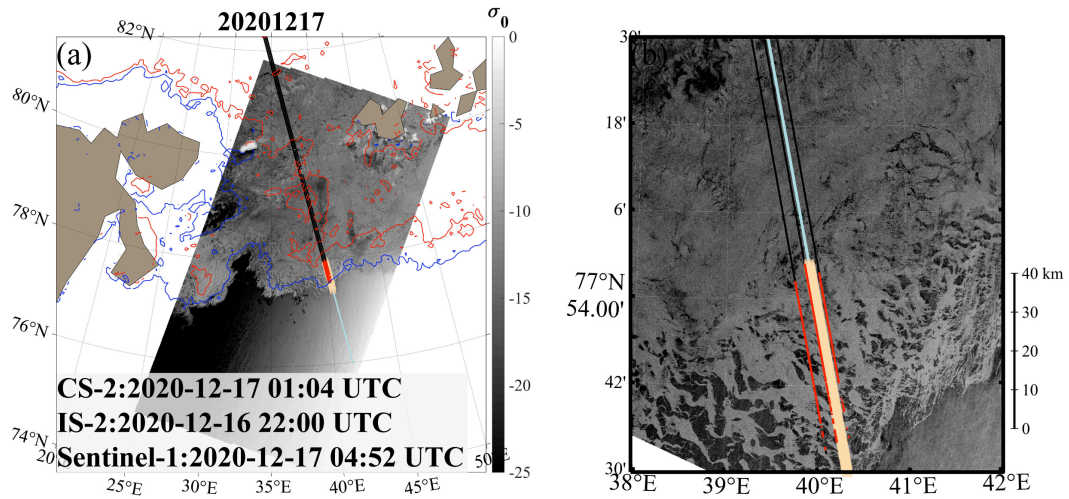 20201217
σ0
(a)
82°N
80°N
78°N
76°N
74°N
20°
25°E
30°E
35°E
40°E
45°E
50°E
0
-5
-10
-15
-20
-25
CS-2:2020-12-17 01:04 UTC
IS-2:2020-12-16 22:00 UTC
Sentinel-1:2020-12-17 04:52 UTC
(b)
30'
18'
6'
77°N
54.00'
42'
30'
38°E
39°E
40°E
41°E
42°E
40 km
30
20
10
0